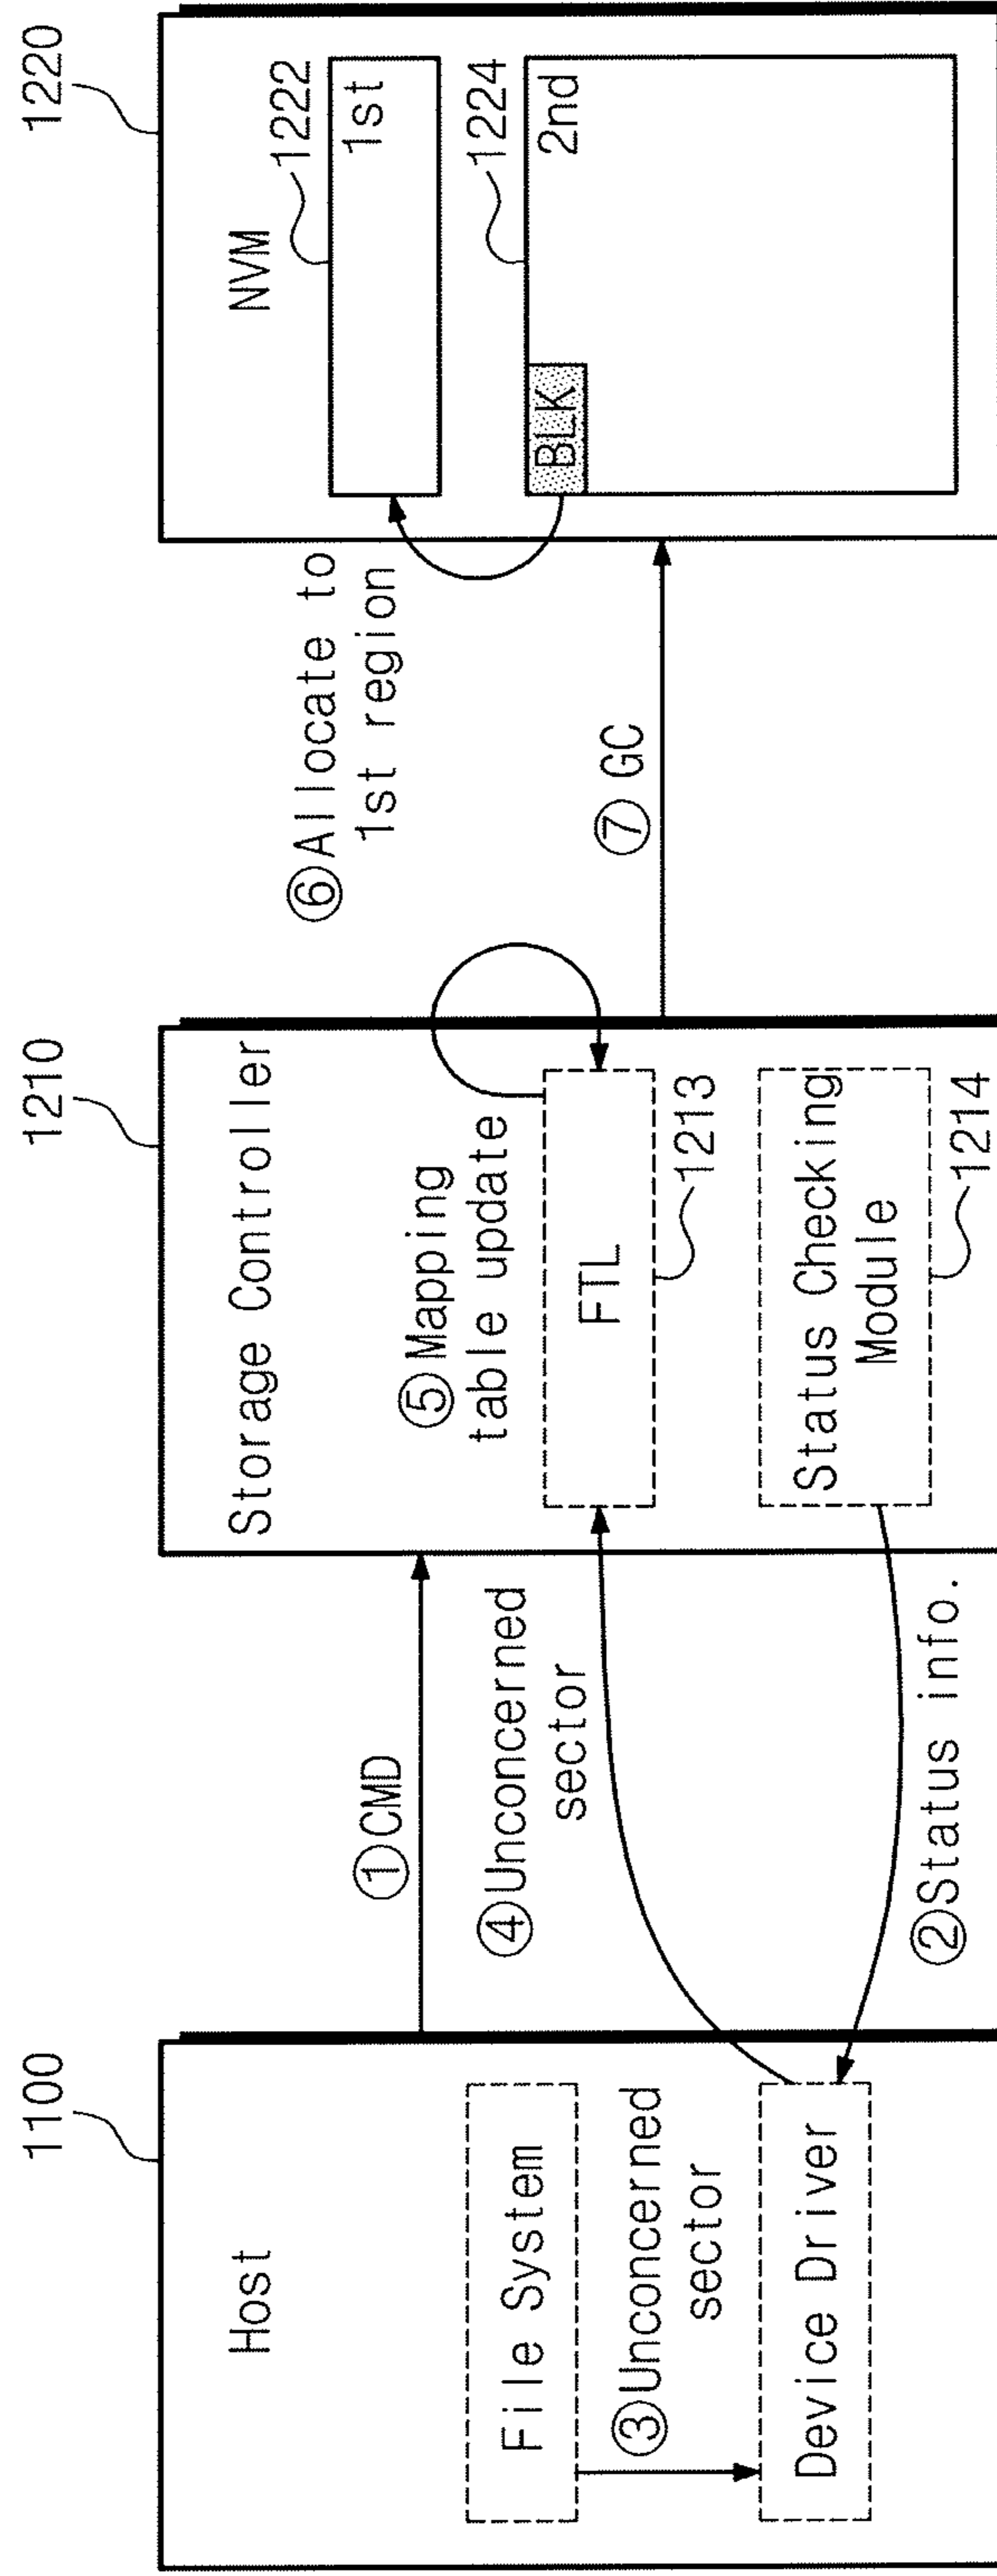 1100
Host
File System
③Unconcerned
sector
Device Driver
①CMD
④Unconcerned
sector
②Status info.
1210
Storage Controller
⑤Mapping
table update
FTL
1213
Status Checking
Module
1214
⑥Allocate to
1st region
⑦ GC
1220
NVM
1222
1st
1224
BLK
2nd